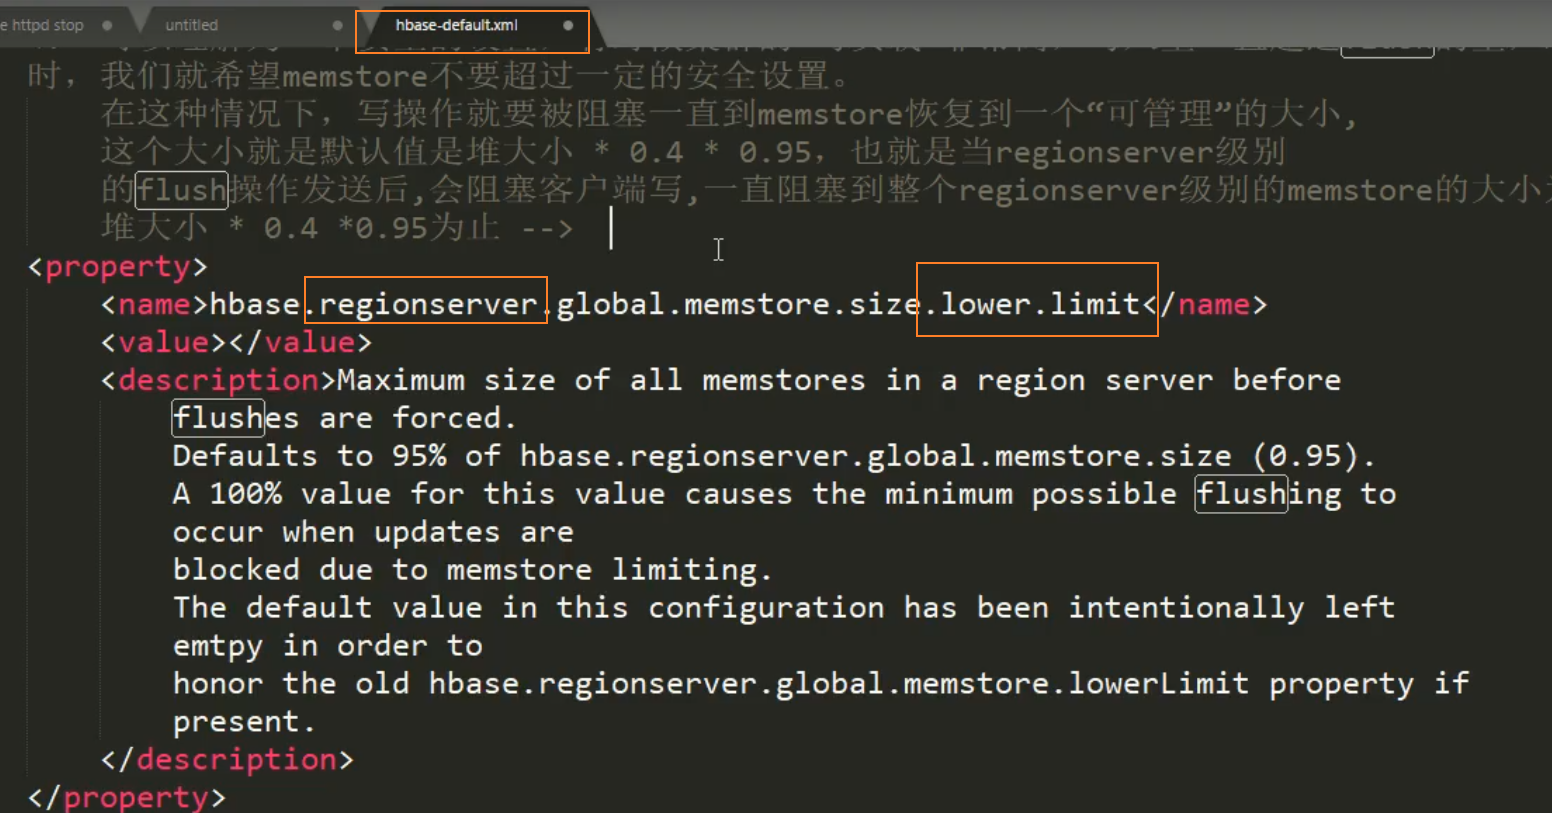 e httpd stop
untitled
hbase-default.xml
时, 我们就希望memstore不要超过一定的安全设置。
在这种情况下, 写操作就要被阻塞一直到memstore恢复到一个“可管理”的大小,
这个大小就是默认值是堆大小 * 0.4 * 0.95, 也就是当regionserver级别
的flush操作发送后,会阻塞客户端写,一直阻塞到整个regionserver级别的memstore的大小
堆大小 * 0.4 *0.95为止 -->
<property>
<name>hbase.regionserver.global.memstore.size.lower.limit</name>
<value></value>
<description>Maximum size of all memstores in a region server before
flushes are forced.
Defaults to 95% of hbase.regionserver.global.memstore.size (0.95).
A 100% value for this value causes the minimum possible flushing to
occur when updates are
blocked due to memstore limiting.
The default value in this configuration has been intentionally left
emtpy in order to
honor the old hbase.regionserver.global.memstore.lowerLimit property if
present.
</description>
</property>